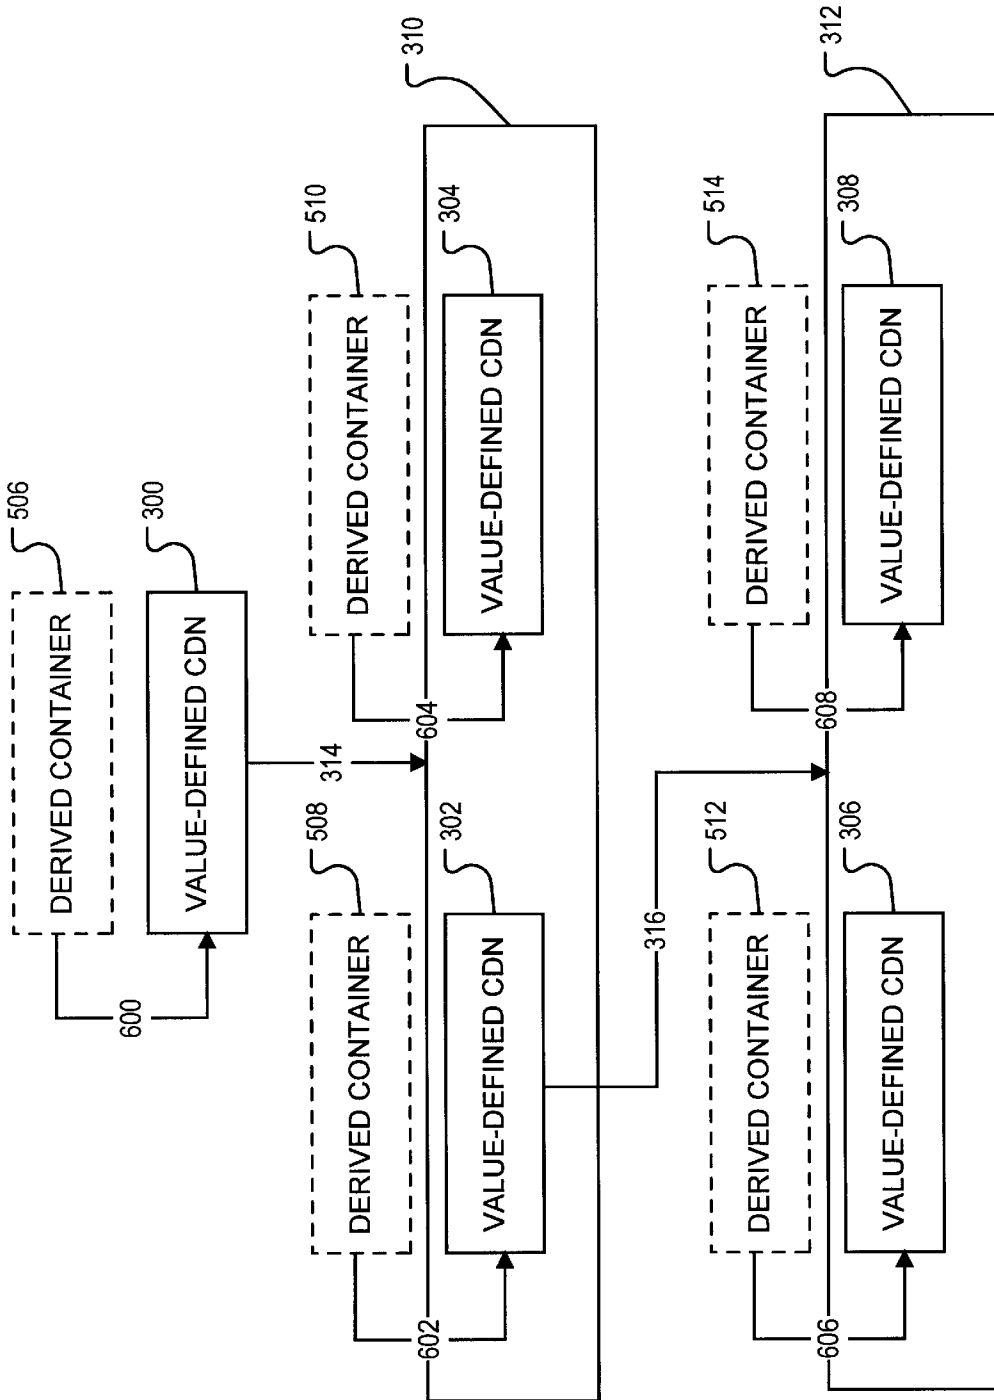 506
DERIVED CONTAINER
600
300
VALUE-DEFINED CDN
314
310
508
DERIVED CONTAINER
510
DERIVED CONTAINER
602
302
VALUE-DEFINED CDN
604
304
VALUE-DEFINED CDN
316
312
512
DERIVED CONTAINER
514
DERIVED CONTAINER
606
306
VALUE-DEFINED CDN
608
308
VALUE-DEFINED CDN